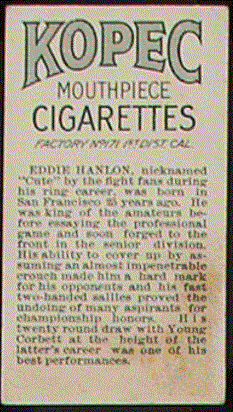 KOPEC
MOUTHPIECE
CIGARETTES
FACTORY Nº171 1ST DIST. CAL.
EDDIE HANLON, nicknamed
"Cute" by the fight fans during
his ring career, was born in
San Francisco 25 years ago. He
was king of the amateurs be-
fore essaying the professional
game and soon forged to the
front in the senior division.
His ability to cover up by as-
suming an almost impenetrable
crouch made him a hard man
for his opponents and his fast
two-handed sallies proved the
undoing of many aspirants for
championship honors. His
twenty round draw with Young
Corbett at the height of the
latter's career was one of his
best performances.